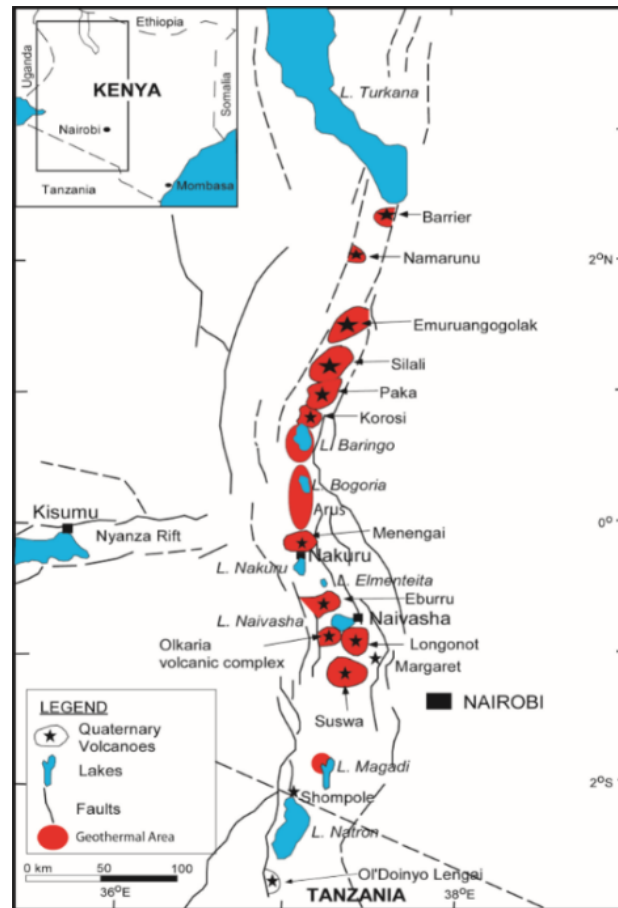 Ethiopia
Uganda
KENYA
Somalia
Nairobi
Tanzania
Mombasa
L. Turkana
Barrier
Namarunu
2°N
Emuruangogolak
Silali
Paka
Korosi
L. Baringo
L. Bogoria
Arus
Kisumu
0°
Nyanza Rift
Menengai
Nakuru
L. Nakuru
L. Elmenteita
Eburru
L. Naivasha
Naivasha
Olkaria
volcanic complex
Longonot
Margaret
NAIROBI
Suswa
LEGEND
Quaternary
Volcanoes
Lakes
Faults
Geothermal Area
L. Magadi
2°S
Shompole
L. Natron
0 km
50
100
Ol'Doinyo Lengai
36°E
TANZANIA
38°E